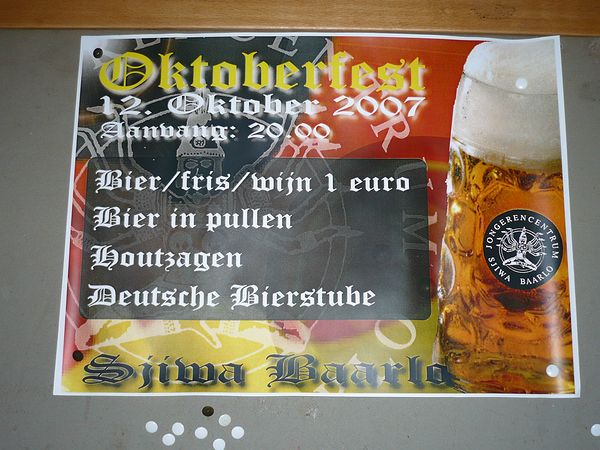 Oktoberfest
12. Oktober 2007
Aanvang: 20.00
Bier/fris/wijn 1 euro
Bier in pullen
Houtzagen
Deutsche Bierstube
JONGERENCENTRUM
SJIWA BAARLO
Sjiwa Baarlo